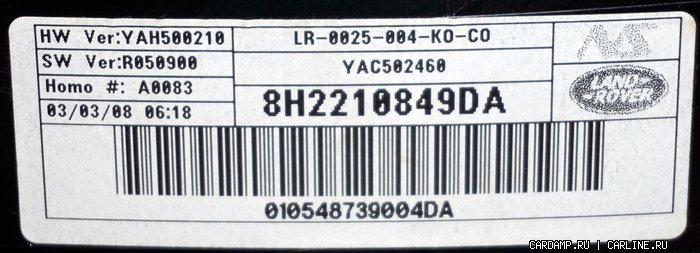 HW Ver:YAH500210
LR-0025-004-KO-CO
SW Ver:R050900
YAC502460
Homo #: A0083
8H2210849DA
LAND
ROVER
03/03/08 06:18
010548739004DA
CARDAMP.RU | CARLINE.RU